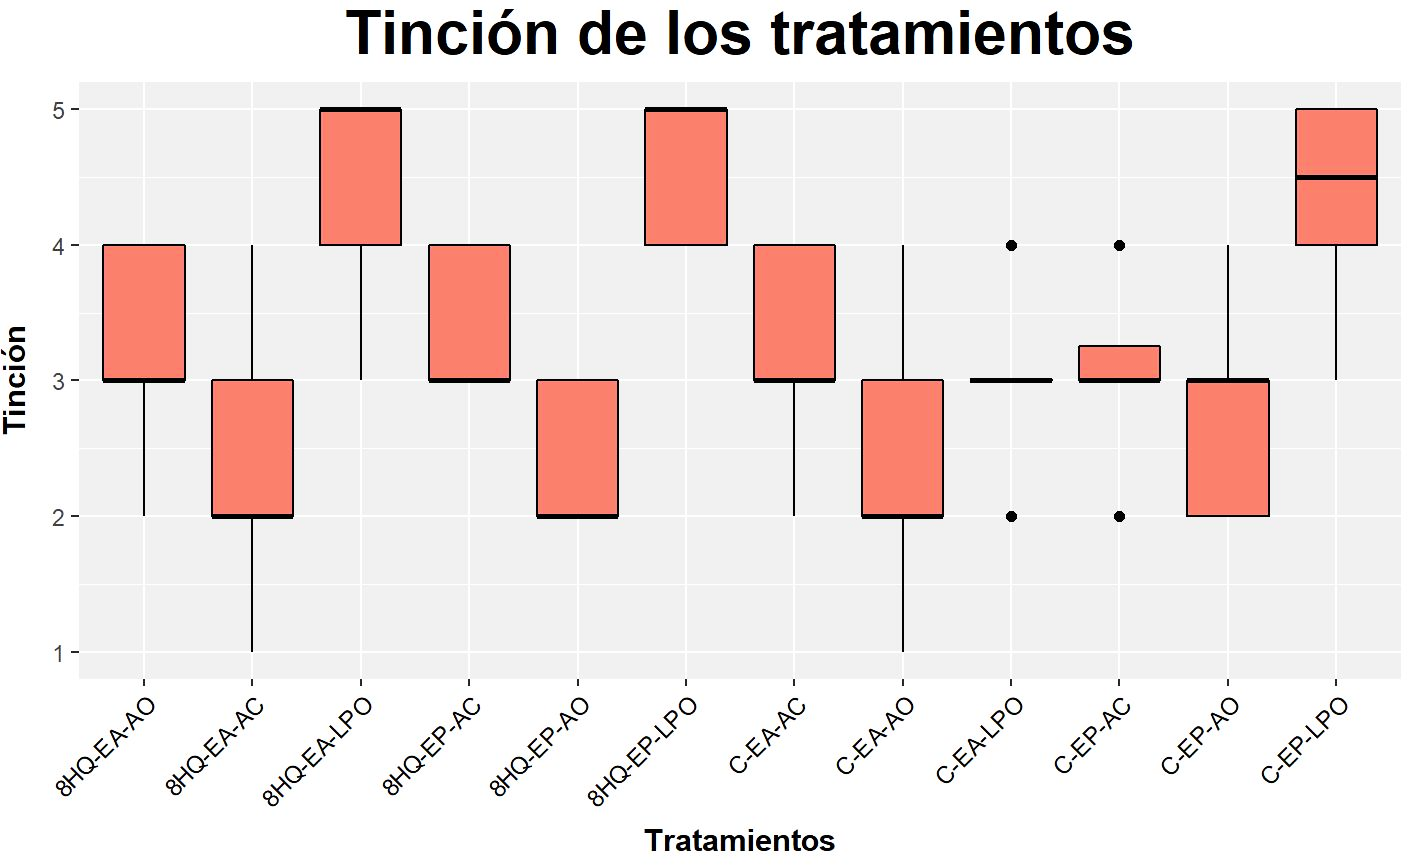 Tinción de los tratamientos
Tinción
5
4
3
2
1
8HQ-EA-AO
8HQ-EA-AC
8HQ-EA-LPO
8HQ-EP-AC
8HQ-EP-AO
8HQ-EP-LPO
C-EA-AC
C-EA-AO
C-EA-LPO
C-EP-AC
C-EP-AO
C-EP-LPO
Tratamientos